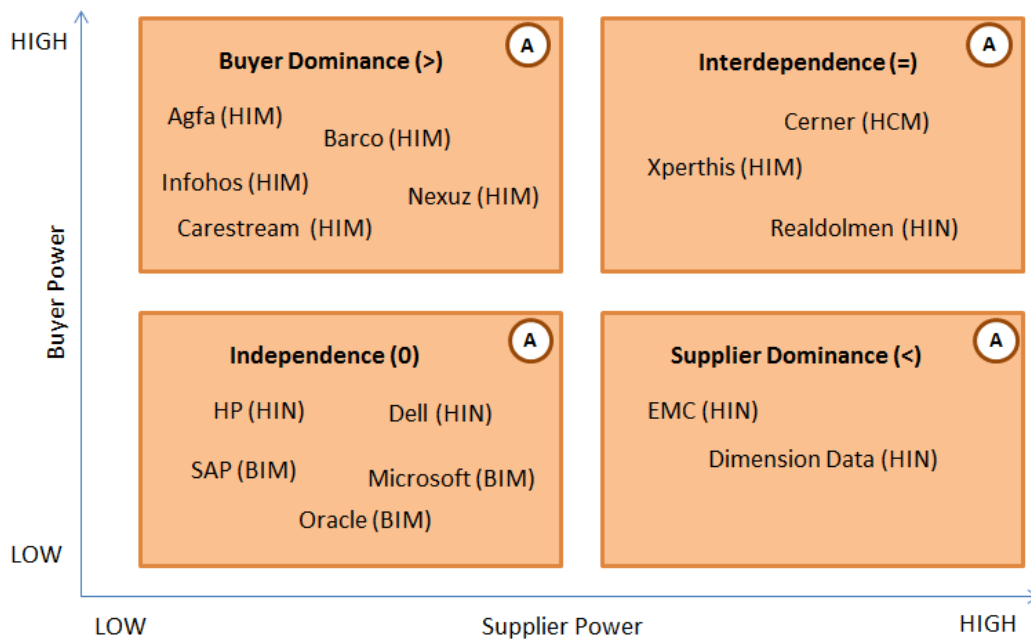 HIGH
Buyer Power
LOW
Buyer Dominance (>)
A
Agfa (HIM)
Barco (HIM)
Infohos (HIM)
Nexuz (HIM)
Carestream (HIM)
Interdependence (=)
A
Cerner (HCM)
Xperthis (HIM)
Realdolmen (HIN)
Independence (0)
A
HP (HIN)
Dell (HIN)
SAP (BIM)
Microsoft (BIM)
Oracle (BIM)
Supplier Dominance (<)
A
EMC (HIN)
Dimension Data (HIN)
LOW
Supplier Power
HIGH